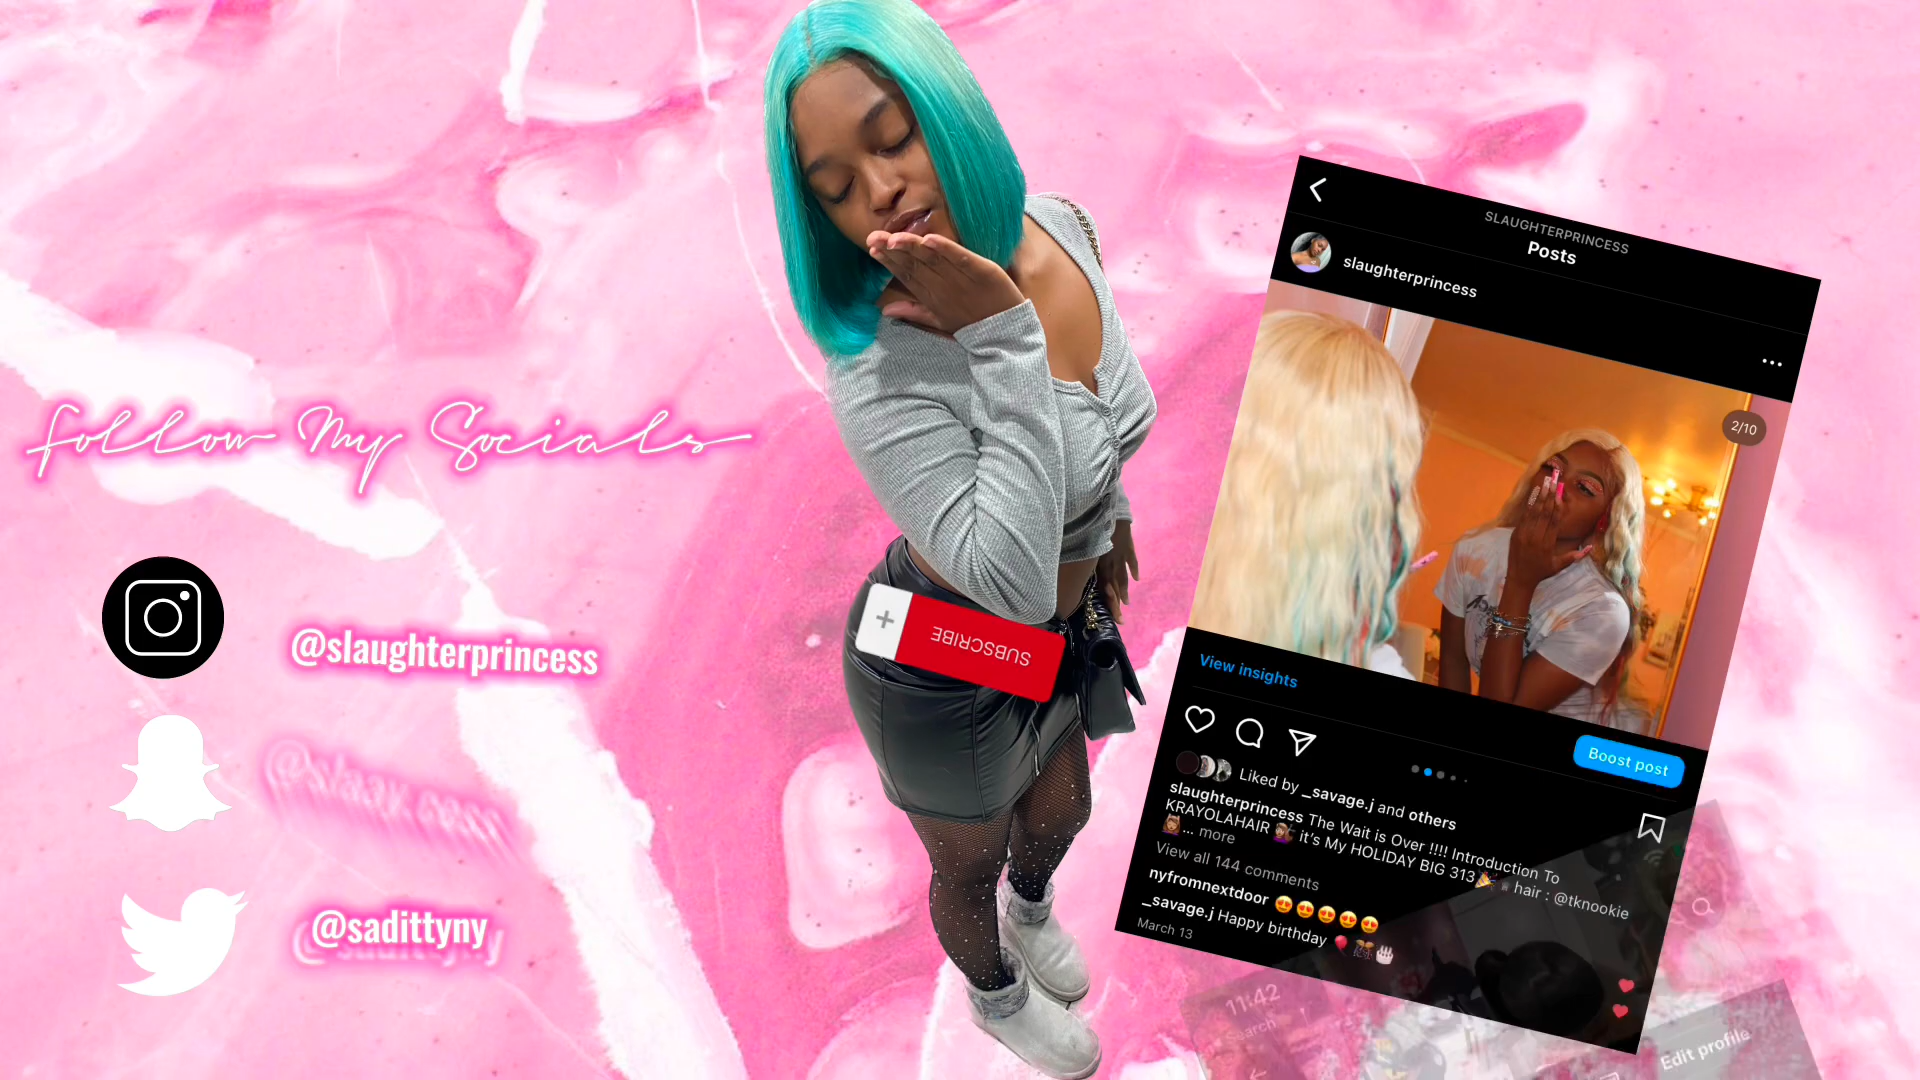 Follow My Socials
@slaughterprincess
@sadittyny
SUBSCRIBE
SLAUGHTERPRINCESS
Posts
slaughterprincess
2/10
View insights
Boost post
Liked by _savage.j and others
slaughterprincess The Wait is Over !!!! Introduction To
KRAYOLAHAIR 💇🏽‍♀️ it's My HOLIDAY BIG 313🎉 hair : @tknookie
💆🏽‍♀️... more
View all 144 comments
nyfromnextdoor 😍😍😍😍😍
_savage.j Happy birthday 🎈🎊🎂
March 13
11:42
Search
Edit profile